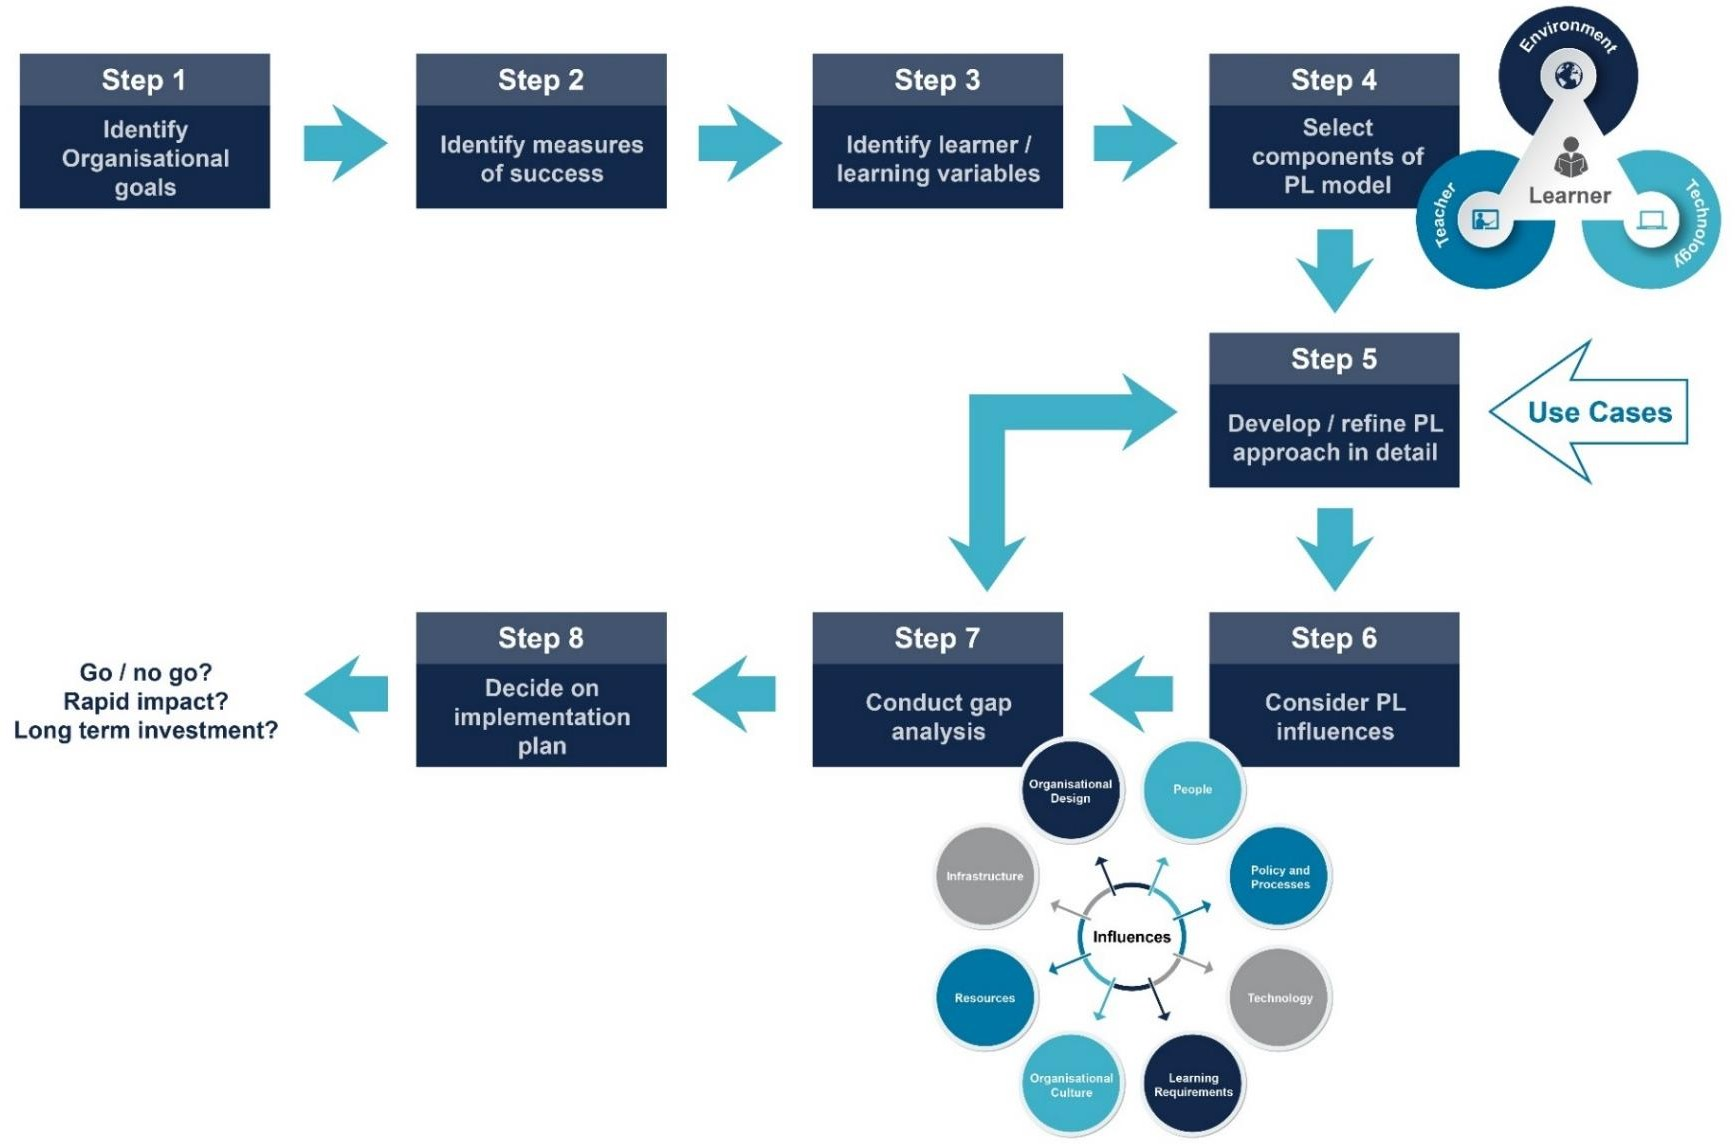 Step 1
Identify
Organisational
goals
Step 2
Identify measures
of success
Step 3
Identify learner /
learning variables
Step 4
Select
components of
PL model
Environment
Teacher
Learner
Technology
Step 5
Develop / refine PL
approach in detail
Use Cases
Step 6
Consider PL
influences
Step 7
Conduct gap
analysis
Step 8
Decide on
implementation
plan
Go / no go?
Rapid impact?
Long term investment?
Influences
Organisational
Design
People
Policy and
Processes
Technology
Learning
Requirements
Organisational
Culture
Resources
Infrastructure